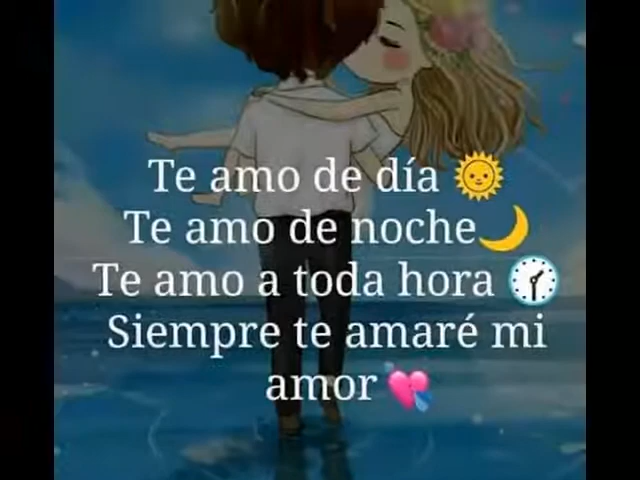 Te amo de día 🌞
Te amo de noche🌙
Te amo a toda hora 🕜
Siempre te amaré mi
amor 💘